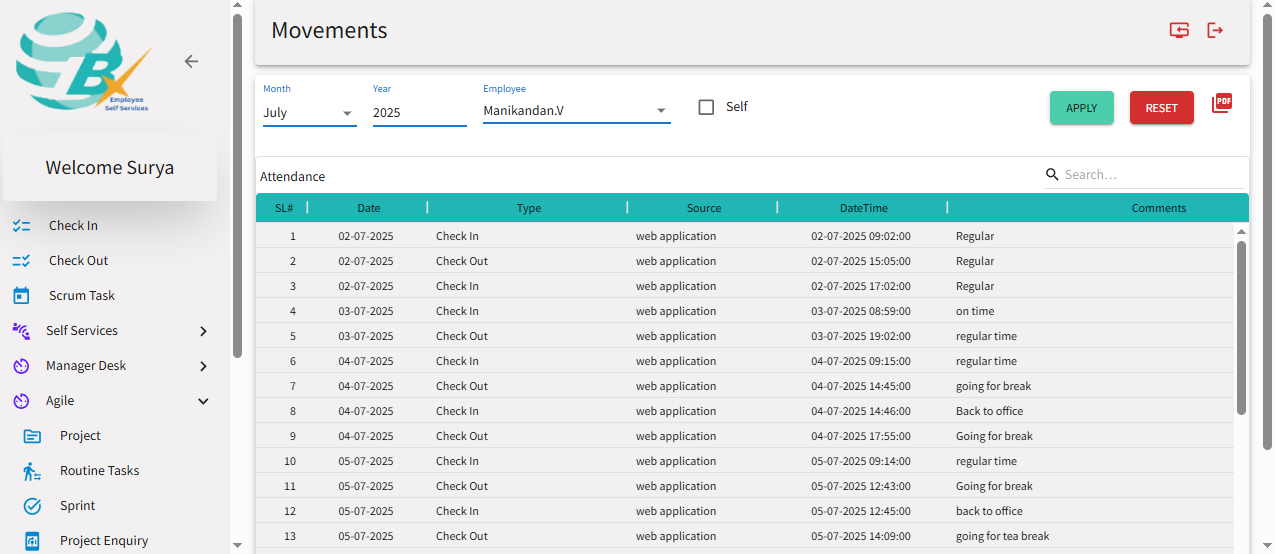 Bx
Employee
Self Services
Welcome Surya
Check In
Check Out
Scrum Task
Self Services
Manager Desk
Agile
Project
Routine Tasks
Sprint
Project Enquiry
Movements
Month Year Employee
July 2025 Manikandan.V Self APPLY RESET PDF
Attendance Search…
SL# Date Type Source DateTime Comments
1 02-07-2025 Check In web application 02-07-2025 09:02:00 Regular
2 02-07-2025 Check Out web application 02-07-2025 15:05:00 Regular
3 02-07-2025 Check In web application 02-07-2025 17:02:00 Regular
4 03-07-2025 Check In web application 03-07-2025 08:59:00 on time
5 03-07-2025 Check Out web application 03-07-2025 19:02:00 regular time
6 04-07-2025 Check In web application 04-07-2025 09:15:00 regular time
7 04-07-2025 Check Out web application 04-07-2025 14:45:00 going for break
8 04-07-2025 Check In web application 04-07-2025 14:46:00 Back to office
9 04-07-2025 Check Out web application 04-07-2025 17:55:00 Going for break
10 05-07-2025 Check In web application 05-07-2025 09:14:00 regular time
11 05-07-2025 Check Out web application 05-07-2025 12:43:00 Going for break
12 05-07-2025 Check In web application 05-07-2025 12:45:00 back to office
13 05-07-2025 Check Out web application 05-07-2025 14:09:00 going for tea break